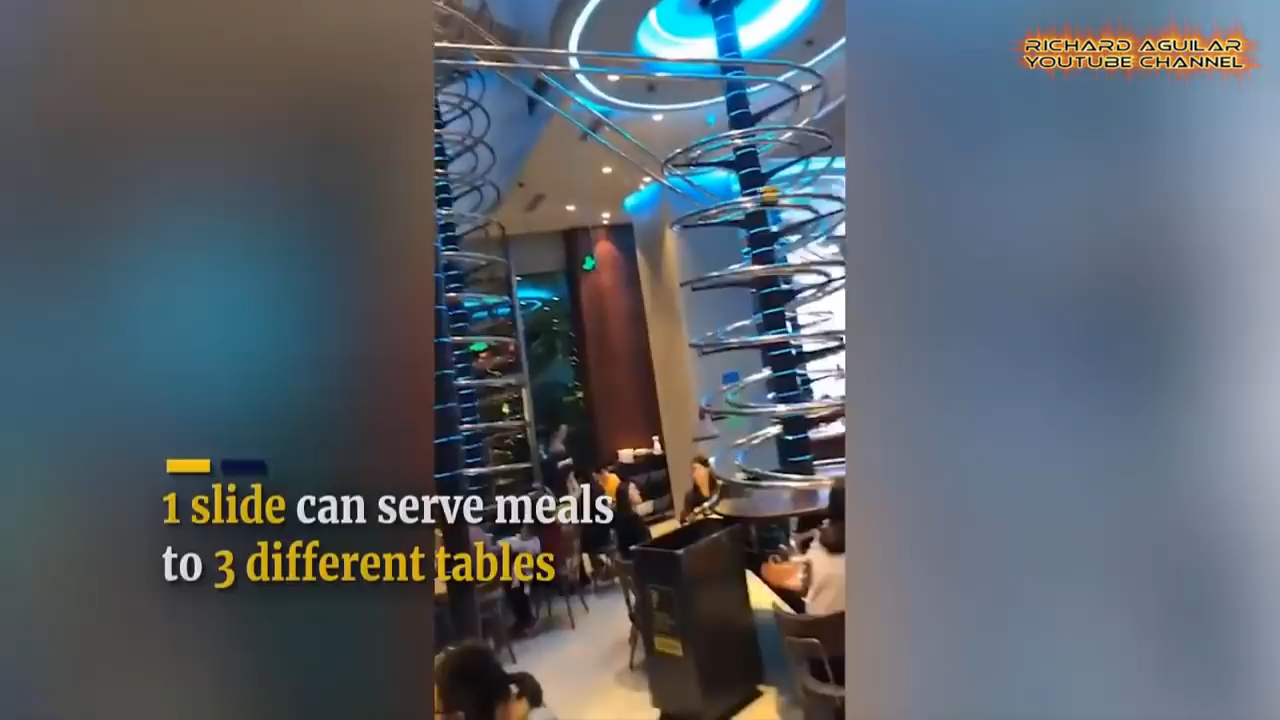 RICHARD AGUILAR
YOUTUBE CHANNEL
1 slide can serve meals
to 3 different tables